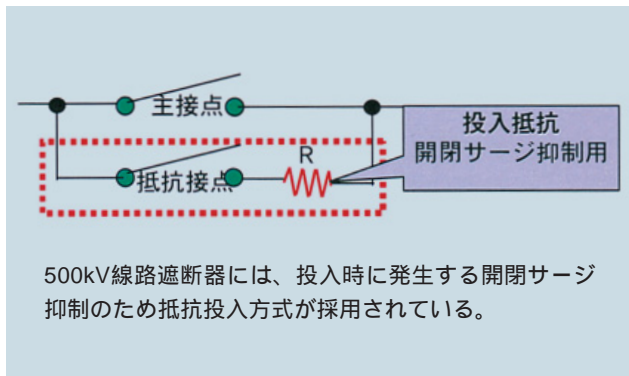 主接点
投入抵抗
開閉サージ抑制用
R
抵抗接点
500kV線路遮断器には、投入時に発生する開閉サージ
抑制のため抵抗投入方式が採用されている。